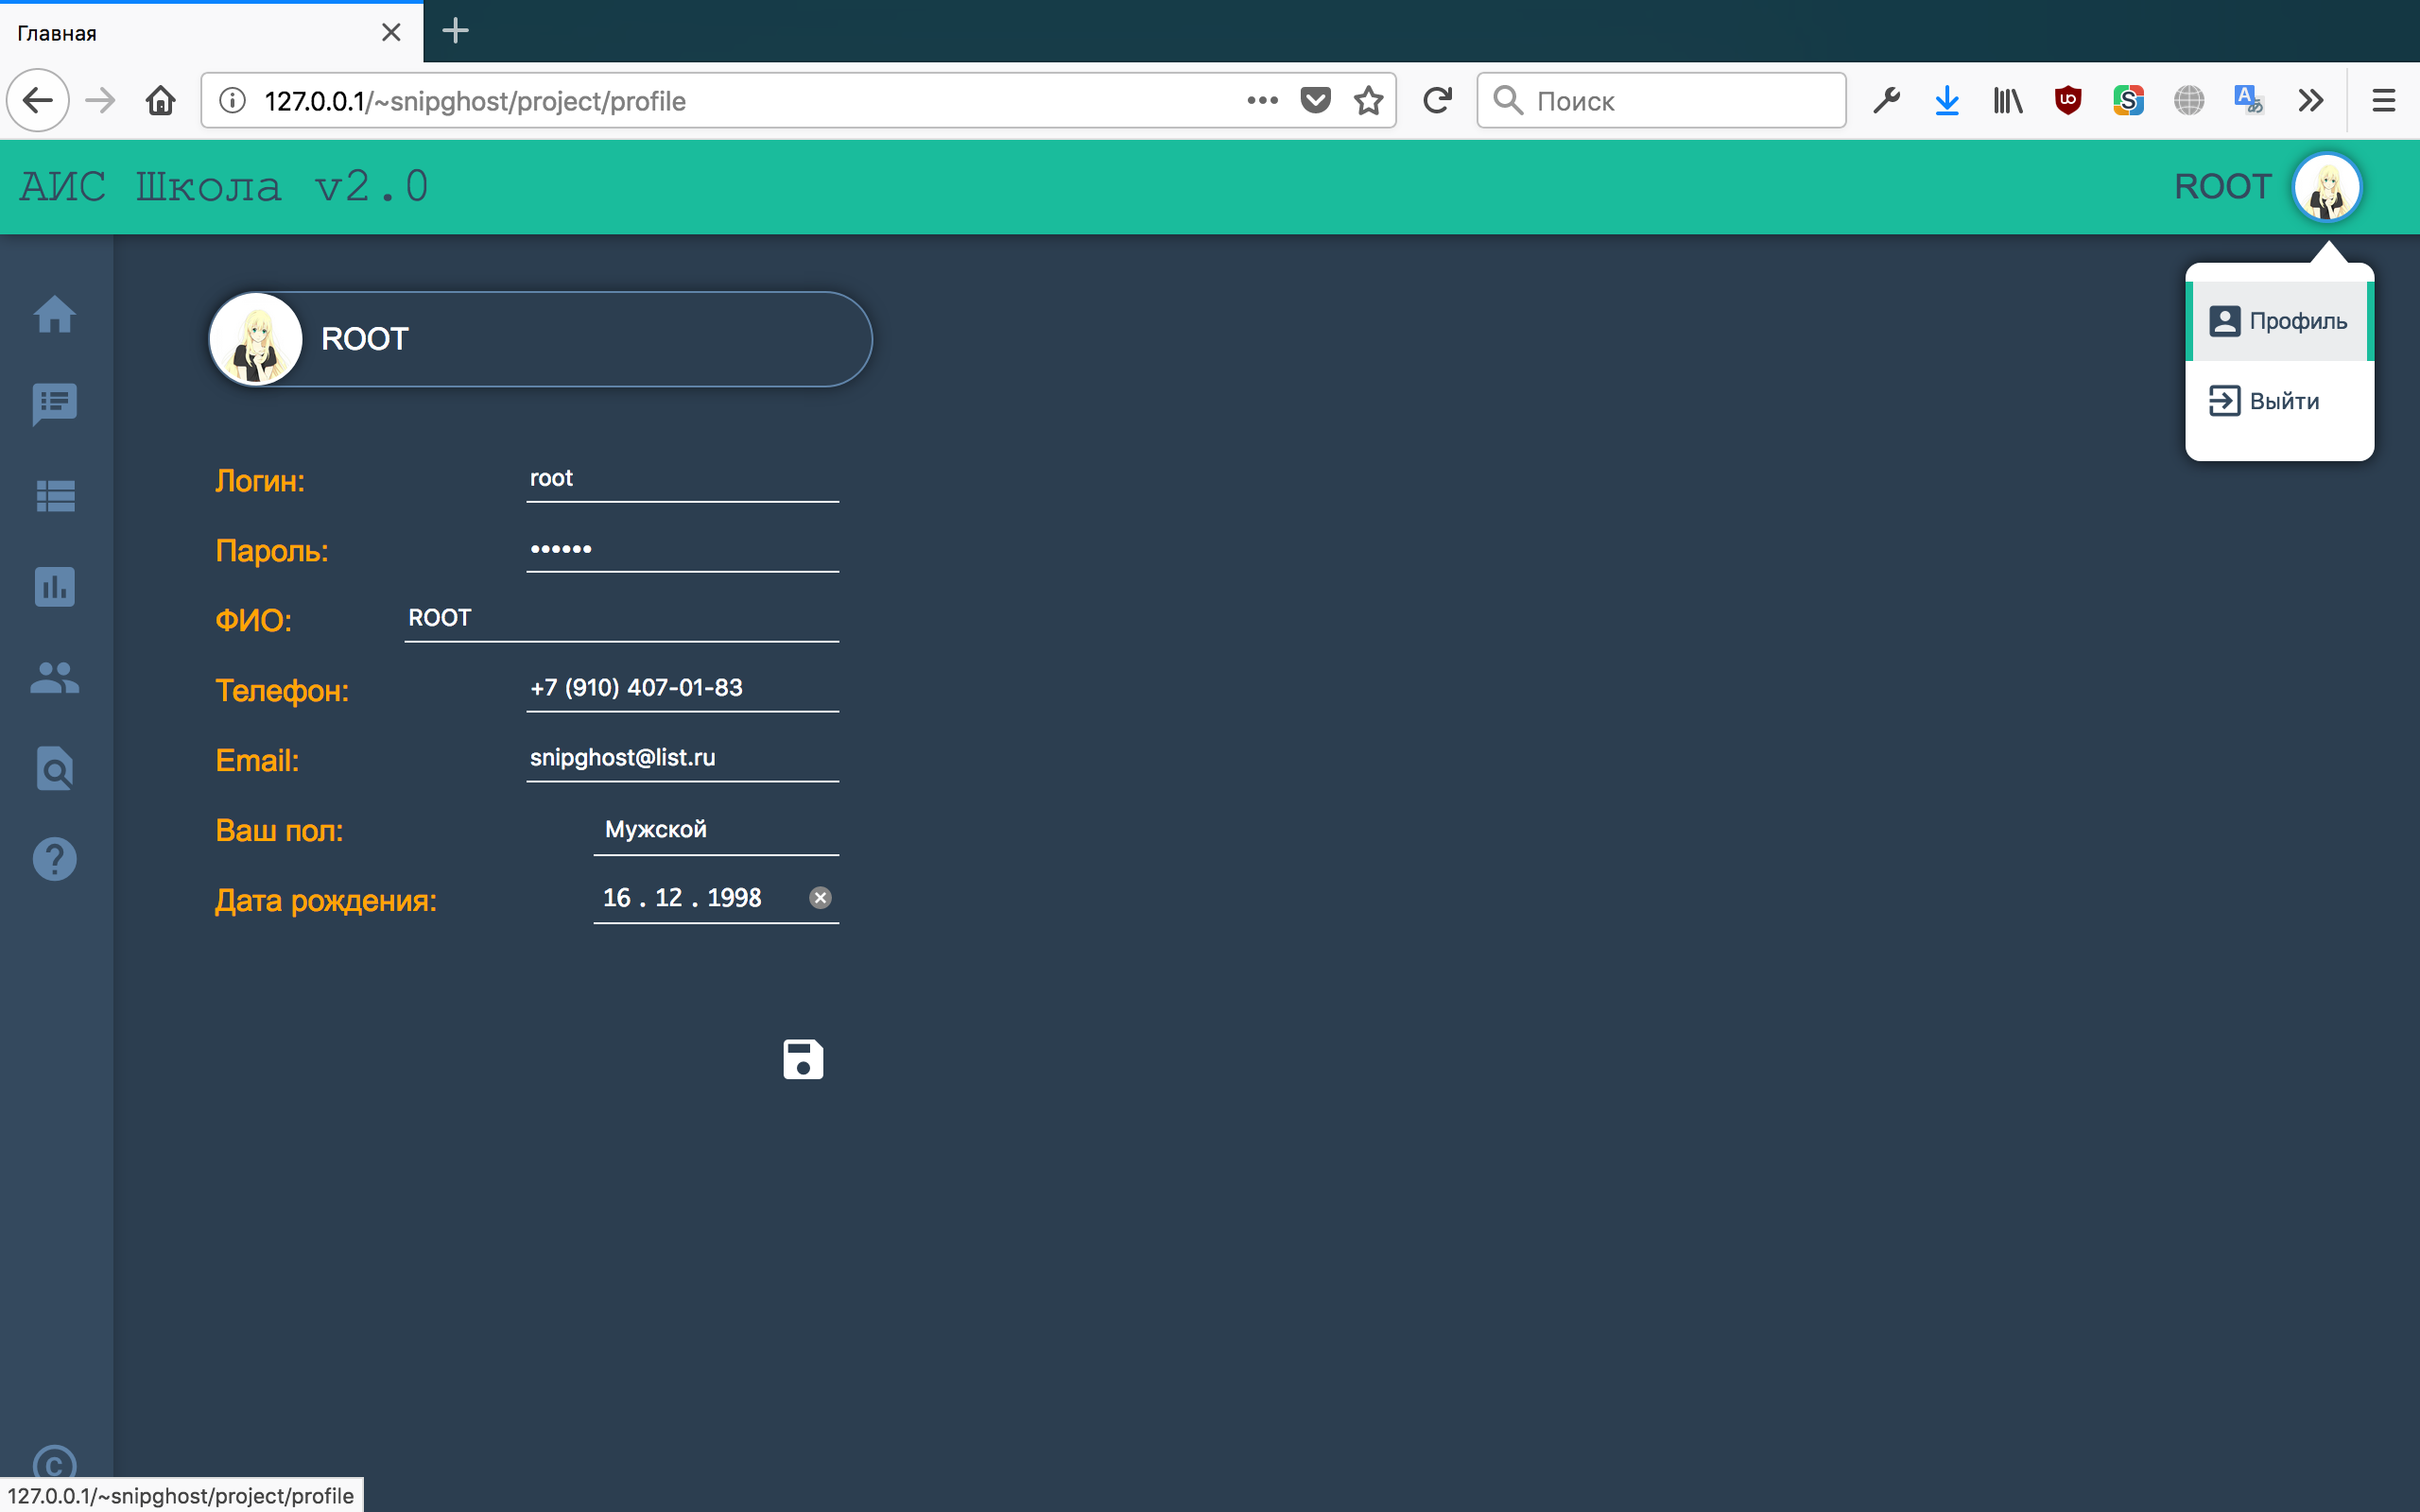 Главная
127.0.0.1/~snipghost/project/profile
Поиск
АИС Школа v2.0
ROOT
Профиль
Выйти
ROOT
Логин: root
Пароль: ••••••
ФИО: ROOT
Телефон: +7 (910) 407-01-83
Email: snipghost@list.ru
Ваш пол: Мужской
Дата рождения: 16 . 12 . 1998
127.0.0.1/~snipghost/project/profile